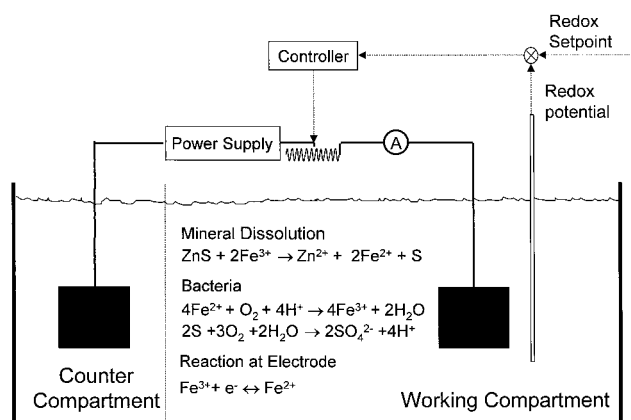 Redox
Setpoint
Controller
Redox
potential
Power Supply
A
Mineral Dissolution
ZnS + 2Fe³⁺ → Zn²⁺ + 2Fe²⁺ + S
Bacteria
4Fe²⁺ + O₂ + 4H⁺ → 4Fe³⁺ + 2H₂O
2S +3O₂ +2H₂O → 2SO₄²⁻ +4H⁺
Reaction at Electrode
Fe³⁺ + e⁻ ↔ Fe²⁺
Counter
Compartment
Working Compartment